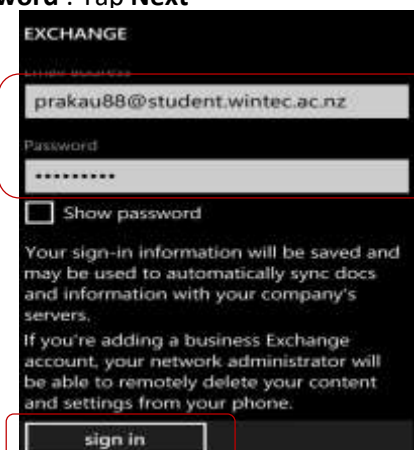 word . Tap Next
EXCHANGE
Email address
prakau88@student.wintec.ac.nz
Password
•••••••••
Show password
Your sign-in information will be saved and
may be used to automatically sync docs
and information with your company's
servers.
If you're adding a business Exchange
account, your network administrator will
be able to remotely delete your content
and settings from your phone.
sign in